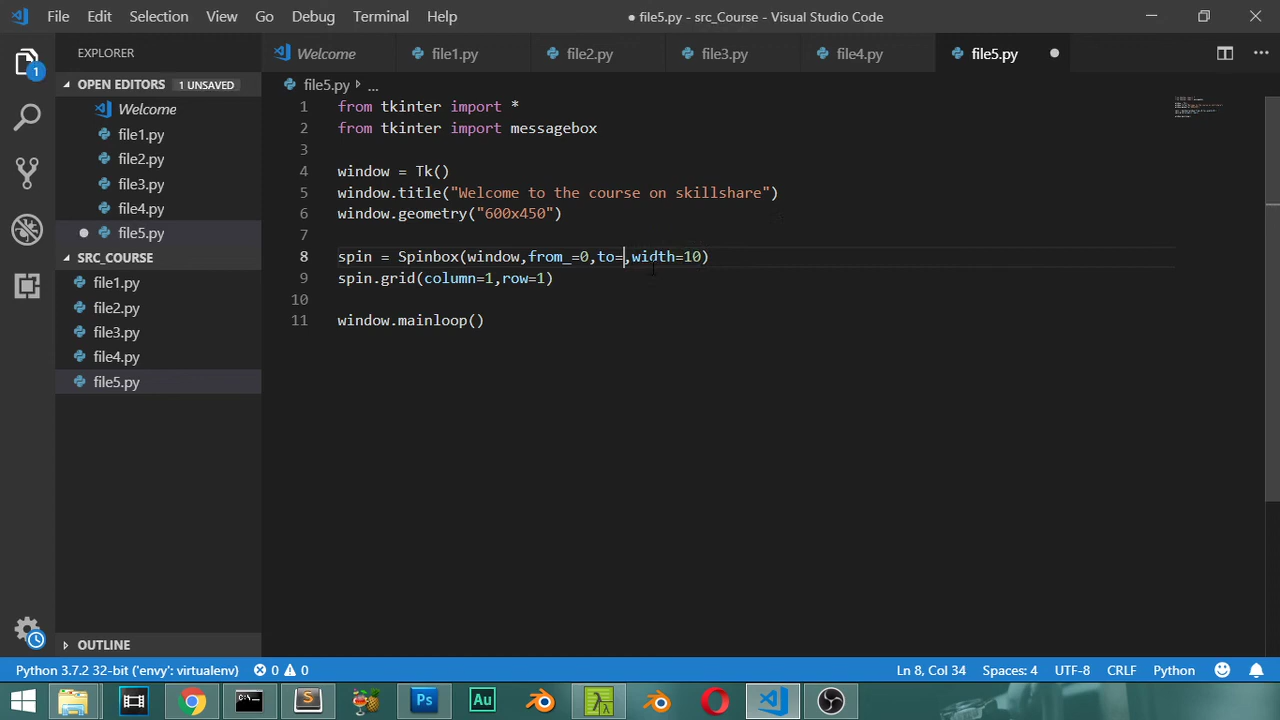 File Edit Selection View Go Debug Terminal Help
● file5.py - src_Course - Visual Studio Code
EXPLORER
OPEN EDITORS 1 UNSAVED
Welcome
file1.py
file2.py
file3.py
file4.py
file5.py
SRC_COURSE
file1.py
file2.py
file3.py
file4.py
file5.py
OUTLINE
1
Welcome file1.py file2.py file3.py file4.py file5.py
file5.py ...
1 from tkinter import *
2 from tkinter import messagebox
3
4 window = Tk()
5 window.title("Welcome to the course on skillshare")
6 window.geometry("600x450")
7
8 spin = Spinbox(window,from_=0,to=,width=10)
9 spin.grid(column=1,row=1)
10
11 window.mainloop()
Python 3.7.2 32-bit ('envy': virtualenv) 0 0 Ln 8, Col 34 Spaces: 4 UTF-8 CRLF Python
S Ps Au λ